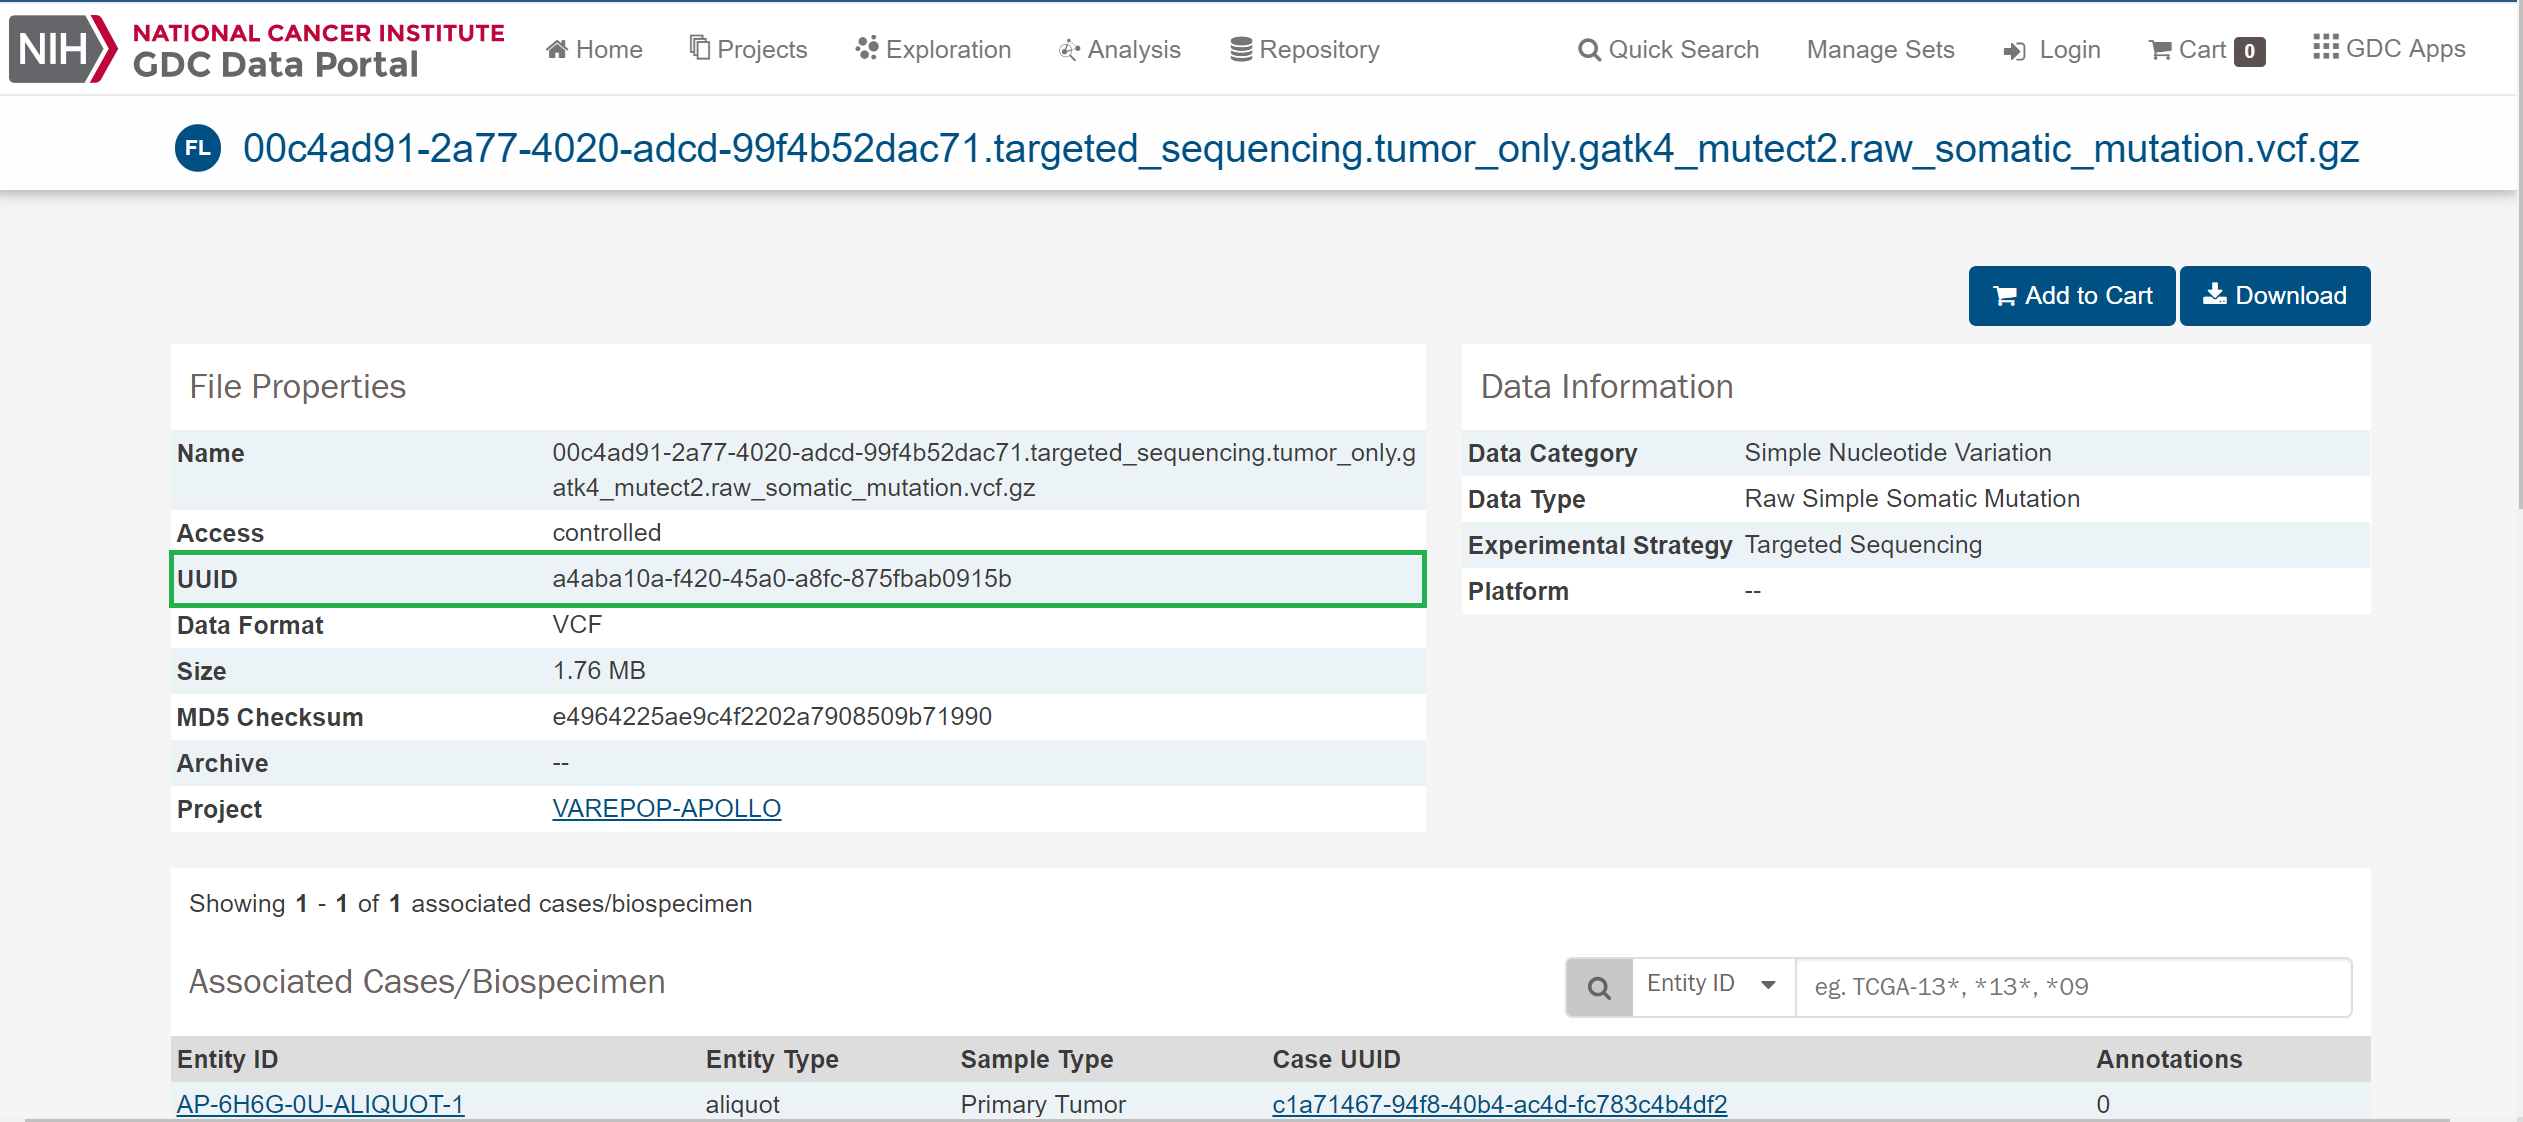 NIH NATIONAL CANCER INSTITUTE
GDC Data Portal
Home Projects Exploration Analysis Repository Quick Search Manage Sets Login Cart 0 GDC Apps
FL 00c4ad91-2a77-4020-adcd-99f4b52dac71.targeted_sequencing.tumor_only.gatk4_mutect2.raw_somatic_mutation.vcf.gz
Add to Cart Download
File Properties
Name 00c4ad91-2a77-4020-adcd-99f4b52dac71.targeted_sequencing.tumor_only.g
atk4_mutect2.raw_somatic_mutation.vcf.gz
Access controlled
UUID a4aba10a-f420-45a0-a8fc-875fbab0915b
Data Format VCF
Size 1.76 MB
MD5 Checksum e4964225ae9c4f2202a7908509b71990
Archive --
Project VAREPOP-APOLLO
Data Information
Data Category Simple Nucleotide Variation
Data Type Raw Simple Somatic Mutation
Experimental Strategy Targeted Sequencing
Platform --
Showing 1 - 1 of 1 associated cases/biospecimen
Associated Cases/Biospecimen
Entity ID eg. TCGA-13*, *13*, *09
Entity ID Entity Type Sample Type Case UUID Annotations
AP-6H6G-0U-ALIQUOT-1 aliquot Primary Tumor c1a71467-94f8-40b4-ac4d-fc783c4b4df2 0